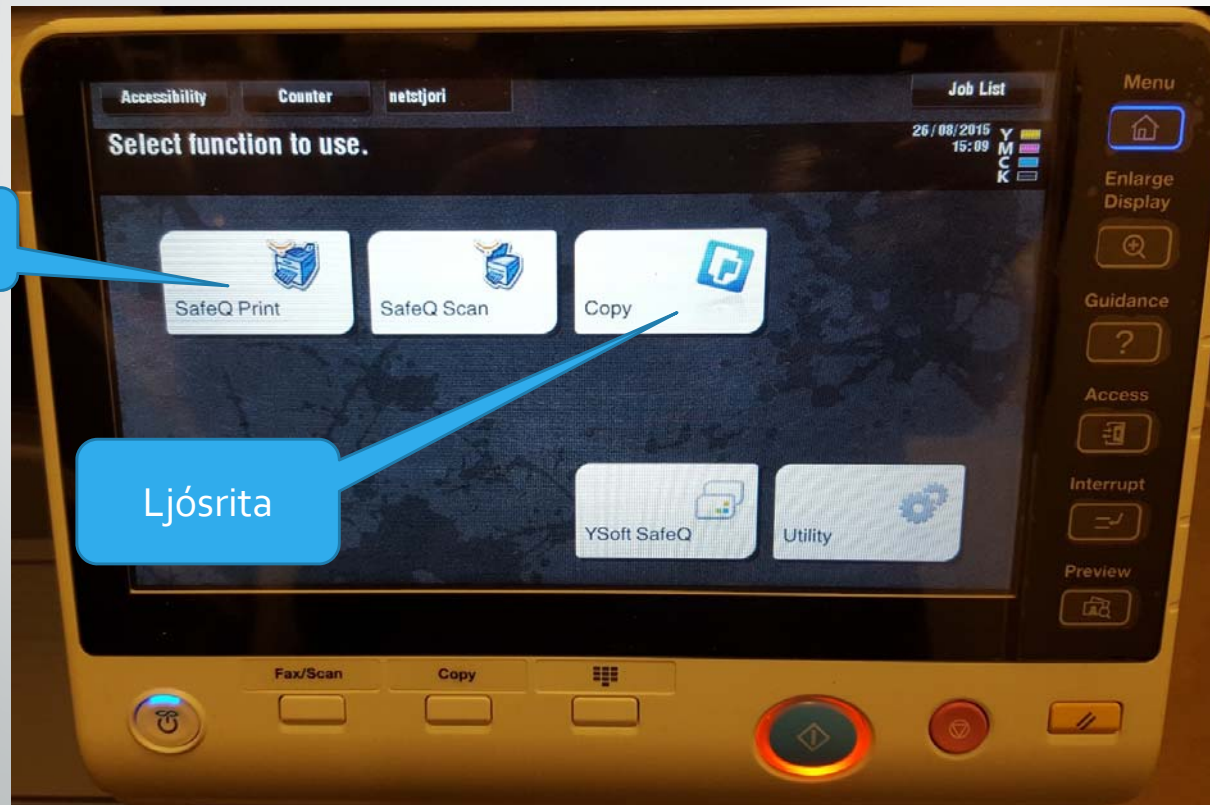 Menu
Accessibility
Counter
netstjori
Job List
Select function to use.
26/08/2015
15:09
Y
M
C
K
Enlarge
Display
SafeQ Print
SafeQ Scan
Copy
Guidance
?
Access
Ljósrita
Interrupt
YSoft SafeQ
Utility
Preview
Fax/Scan
Copy